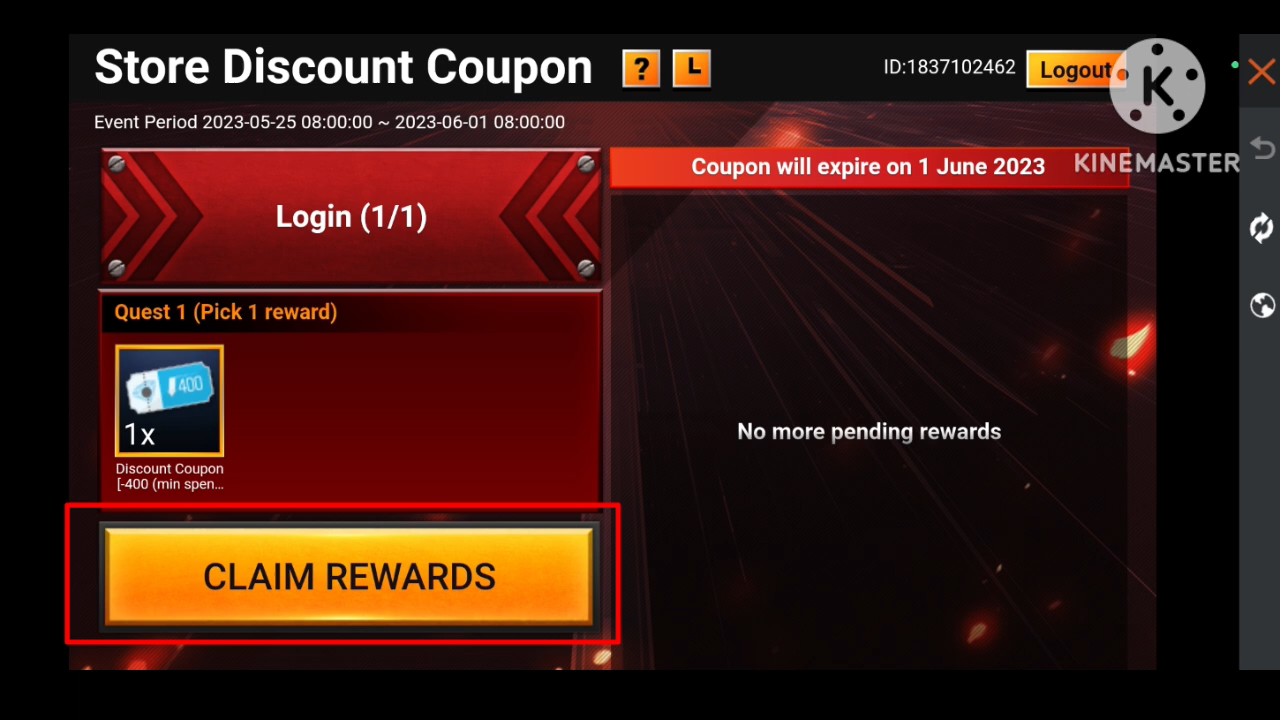 Store Discount Coupon
?
L
ID:1837102462
Logout
K
KINEMASTER
Event Period 2023-05-25 08:00:00 ~ 2023-06-01 08:00:00
Coupon will expire on 1 June 2023
Login (1/1)
Quest 1 (Pick 1 reward)
400
1x
Discount Coupon
[-400 (min spen...
No more pending rewards
CLAIM REWARDS